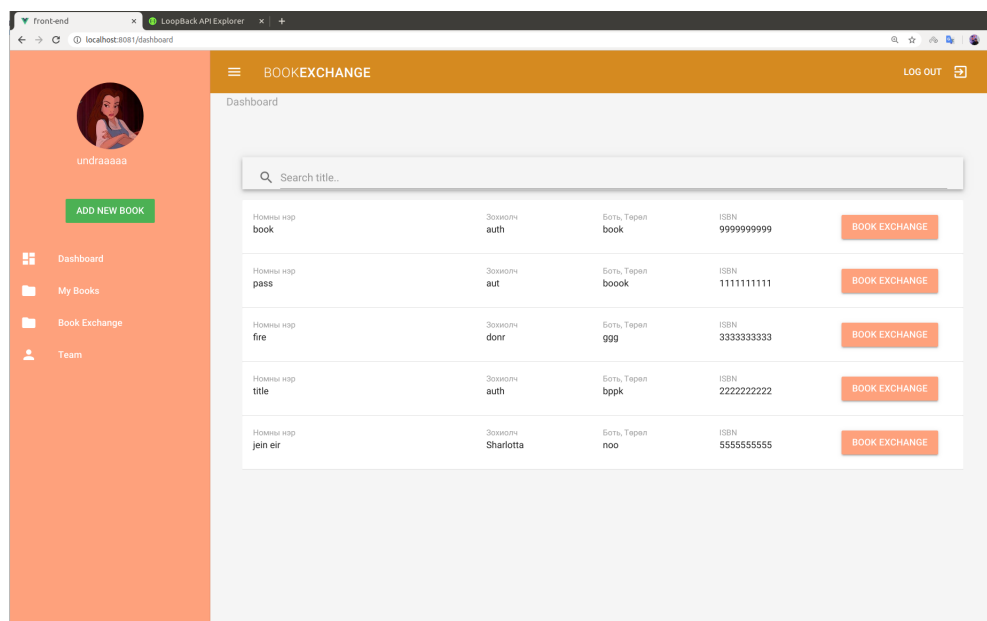 front-end
LoopBack API Explorer
localhost:8081/dashboard
BOOKEXCHANGE
LOG OUT
undraaaaa
ADD NEW BOOK
Dashboard
My Books
Book Exchange
Team
Dashboard
Search title..
Номны нэр Зохиолч Боть, Төрөл ISBN
book auth book 9999999999 BOOK EXCHANGE
Номны нэр Зохиолч Боть, Төрөл ISBN
pass aut boook 1111111111 BOOK EXCHANGE
Номны нэр Зохиолч Боть, Төрөл ISBN
fire donr ggg 3333333333 BOOK EXCHANGE
Номны нэр Зохиолч Боть, Төрөл ISBN
title auth bppk 2222222222 BOOK EXCHANGE
Номны нэр Зохиолч Боть, Төрөл ISBN
jein eir Sharlotta noo 5555555555 BOOK EXCHANGE